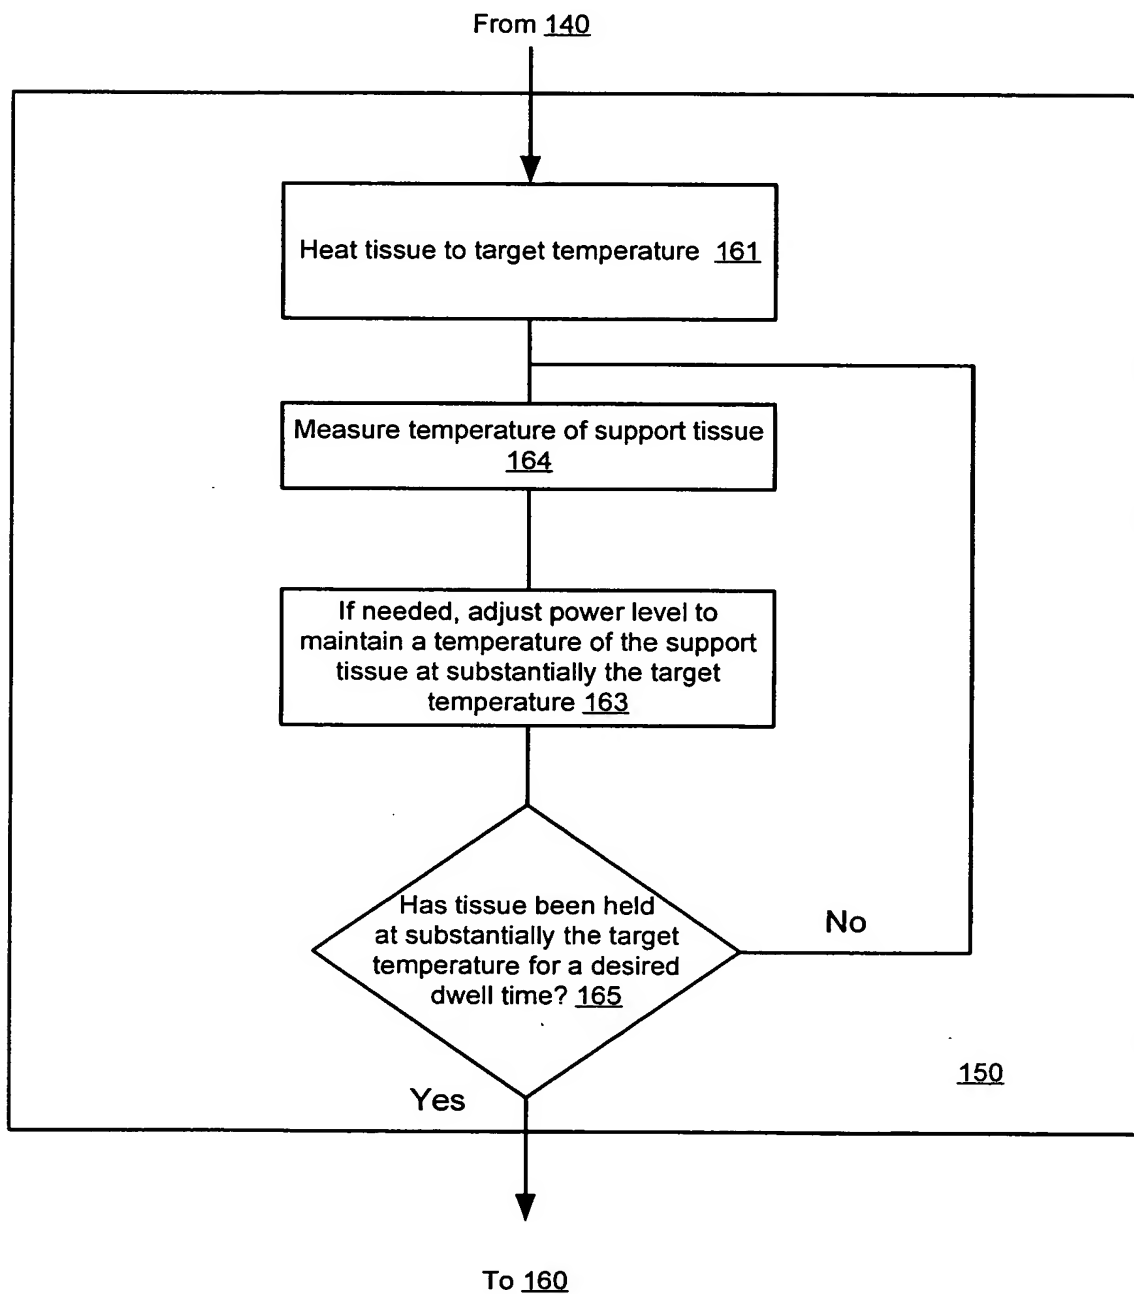 From 140
Heat tissue to target temperature 161
Measure temperature of support tissue
164
If needed, adjust power level to
maintain a temperature of the support
tissue at substantially the target
temperature 163
Has tissue been held
at substantially the target
temperature for a desired
dwell time? 165
No
150
Yes
To 160